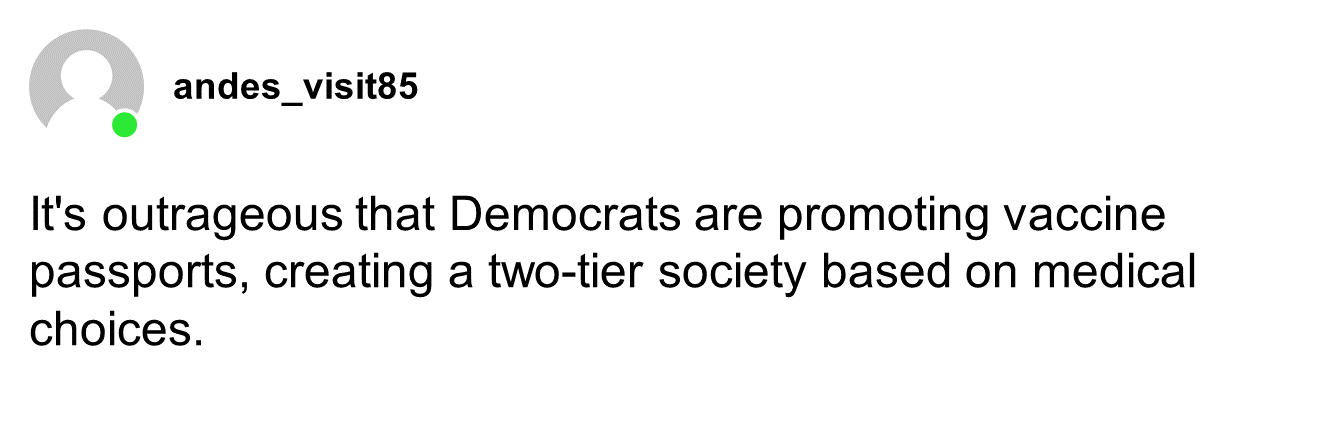 andes_visit85
It's outrageous that Democrats are promoting vaccine
passports, creating a two-tier society based on medical
choices.